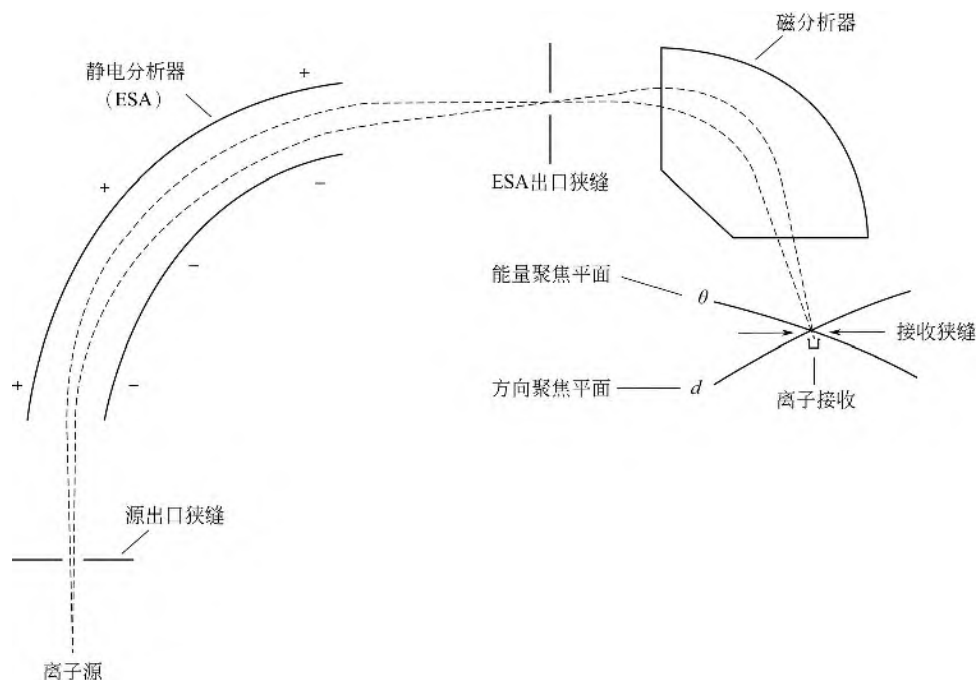 磁分析器
静电分析器
（ESA）
+
+
+
−
−
−
ESA出口狭缝
能量聚焦平面
θ
接收狭缝
方向聚焦平面
d
离子接收
源出口狭缝
离子源